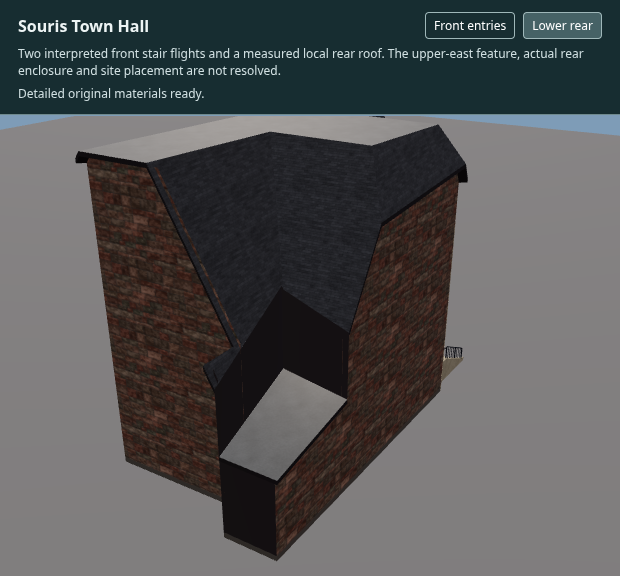 Souris Town Hall
Front entries
Lower rear
Two interpreted front stair flights and a measured local rear roof. The upper-east feature, actual rear
enclosure and site placement are not resolved.
Detailed original materials ready.